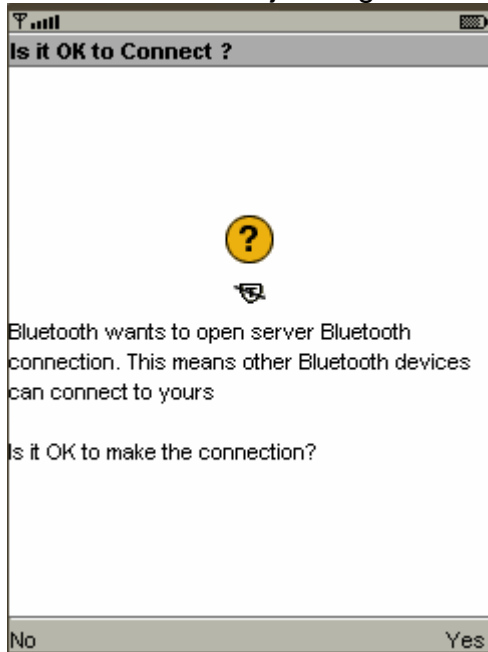 Is it OK to Connect ?
?
Bluetooth wants to open server Bluetooth
connection. This means other Bluetooth devices
can connect to yours
Is it OK to make the connection?
No Yes